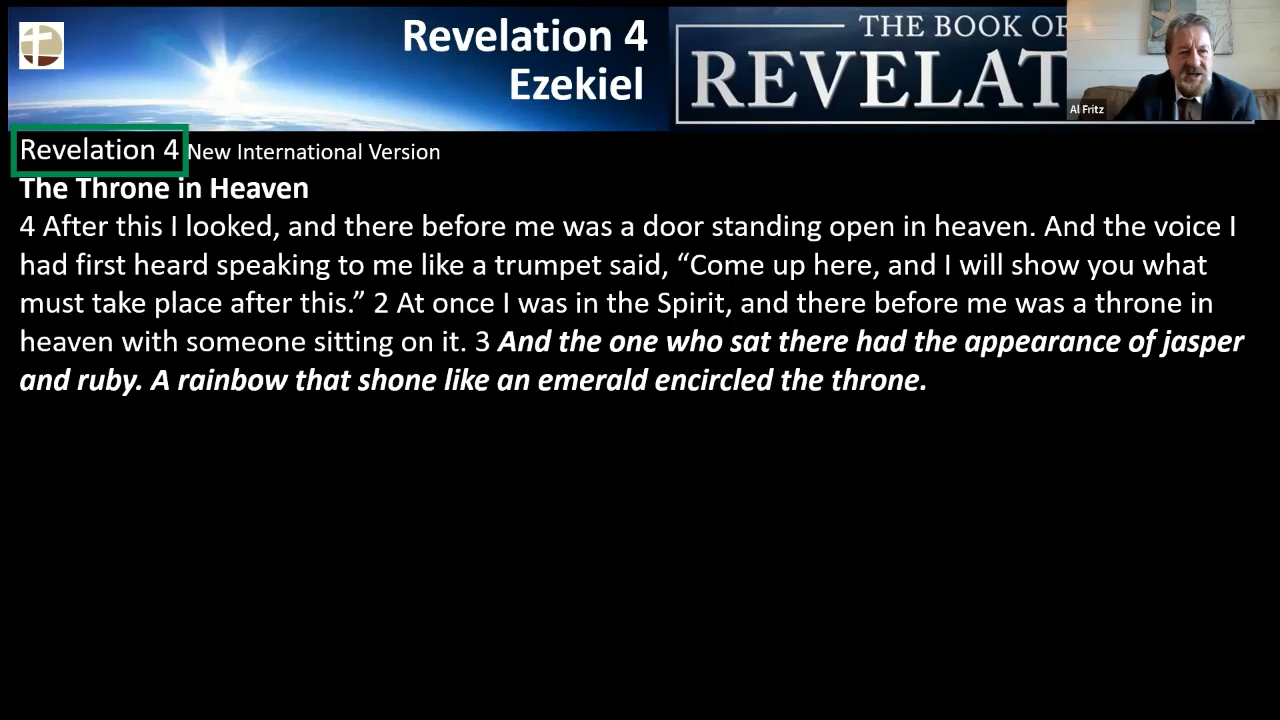 Revelation 4
Ezekiel
THE BOOK OF
REVELAT
Al Fritz
Revelation 4 New International Version
The Throne in Heaven
4 After this I looked, and there before me was a door standing open in heaven. And the voice I
had first heard speaking to me like a trumpet said, “Come up here, and I will show you what
must take place after this.” 2 At once I was in the Spirit, and there before me was a throne in
heaven with someone sitting on it. 3 And the one who sat there had the appearance of jasper
and ruby. A rainbow that shone like an emerald encircled the throne.